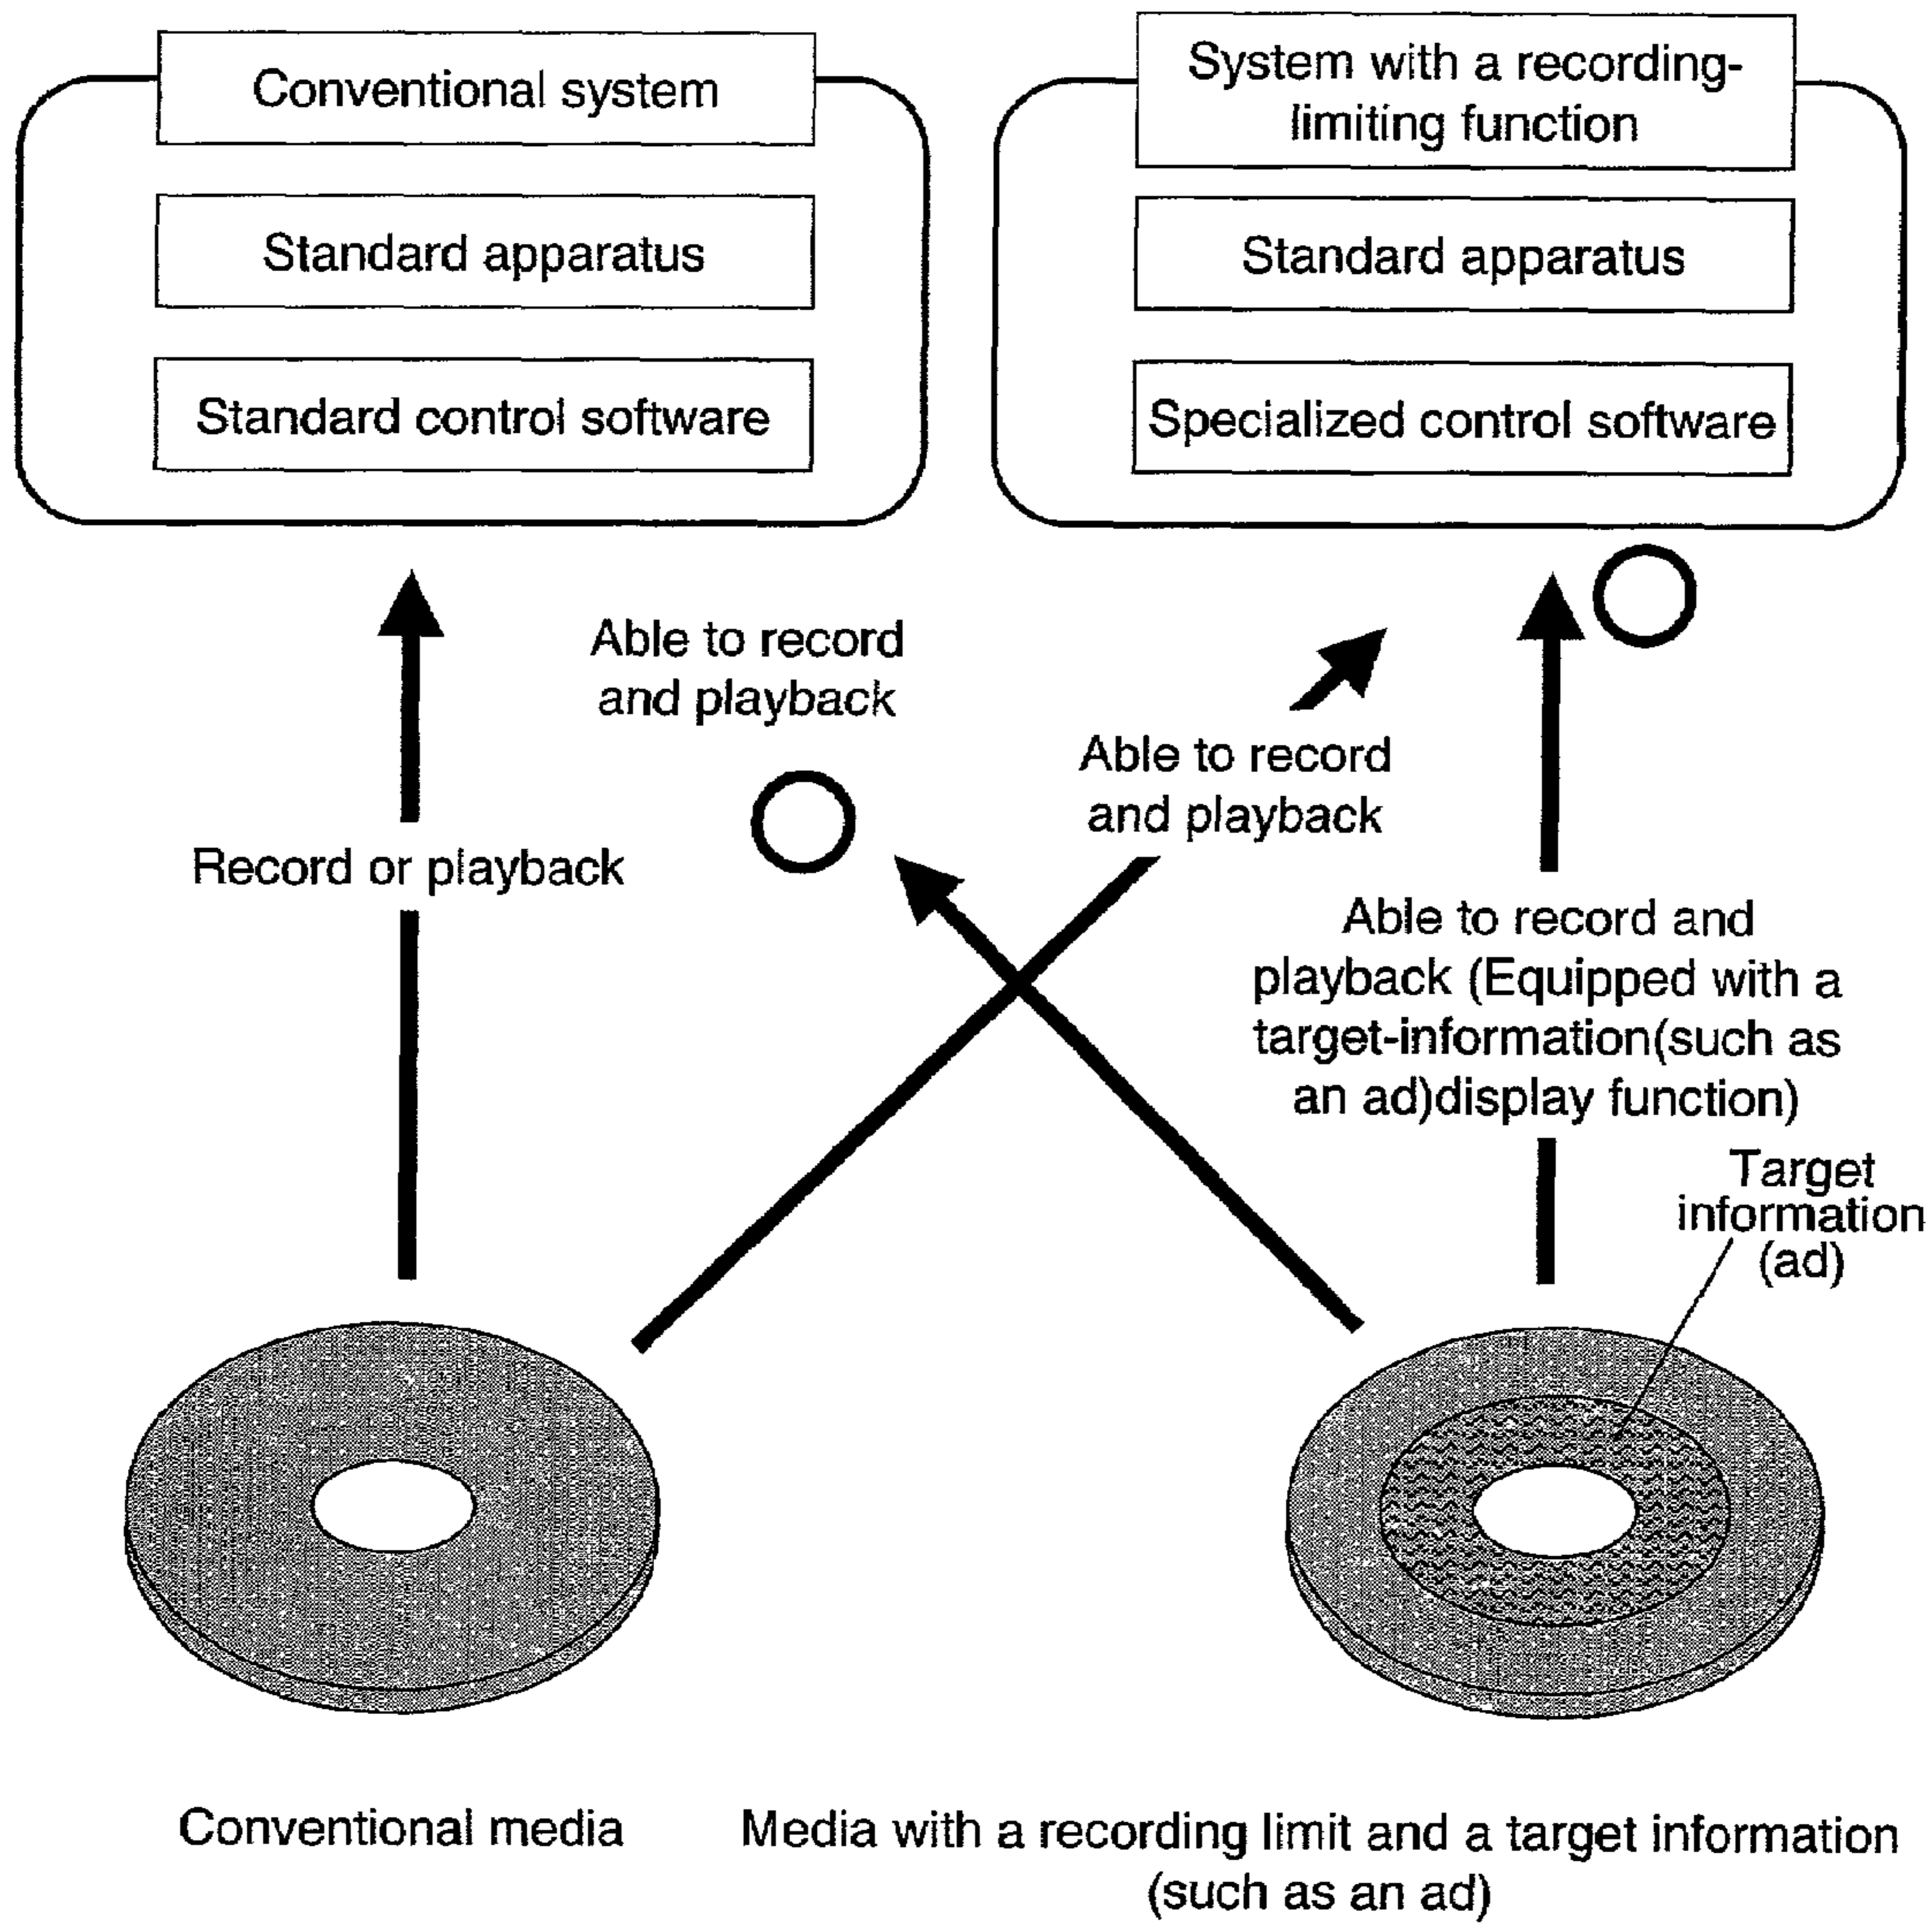 Conventional system
Standard apparatus
Standard control software
System with a recording-
limiting function
Standard apparatus
Specialized control software
Able to record
and playback
Able to record
and playback
Record or playback
Able to record and
playback (Equipped with a
target-information(such as
an ad)display function)
Target
information
(ad)
Conventional media
Media with a recording limit and a target information
(such as an ad)